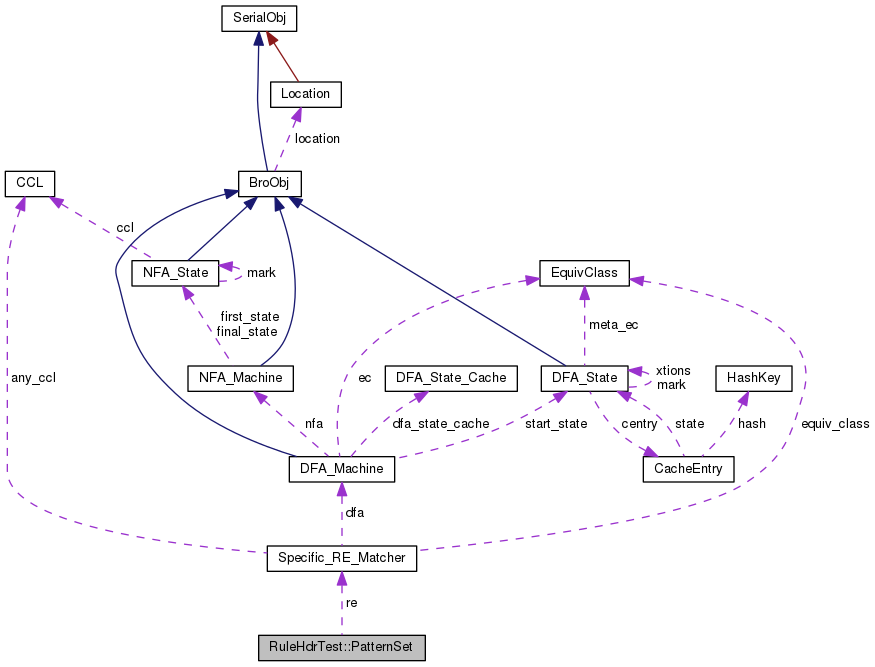 SerialObj
Location
location
CCL
BroObj
ccl
NFA_State
mark
EquivClass
first_state
final_state
meta_ec
any_ccl
NFA_Machine
ec
DFA_State_Cache
DFA_State
xtions
mark
HashKey
nfa
dfa_state_cache
start_state
centry
state
hash
equiv_class
DFA_Machine
CacheEntry
dfa
Specific_RE_Matcher
re
RuleHdrTest::PatternSet